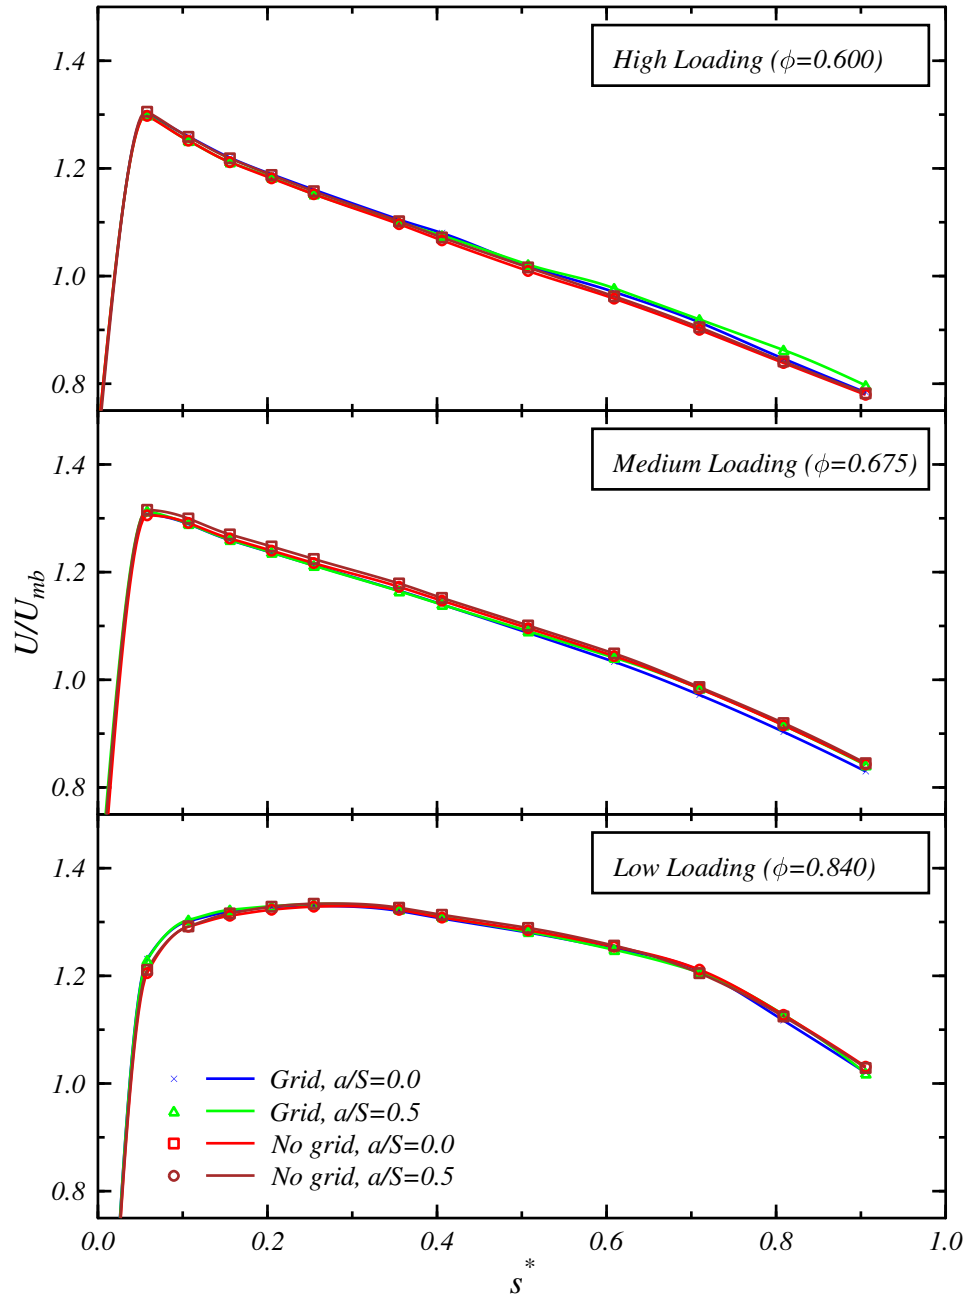 1.4
High Loading (ϕ=0.600)
1.2
1.0
0.8
1.4
Medium Loading (ϕ=0.675)
1.2
U/U_mb
1.0
0.8
1.4
Low Loading (ϕ=0.840)
1.2
Grid, a/S=0.0
1.0
Grid, a/S=0.5
No grid, a/S=0.0
No grid, a/S=0.5
0.8
0.0 0.2 0.4 0.6 0.8 1.0
s*